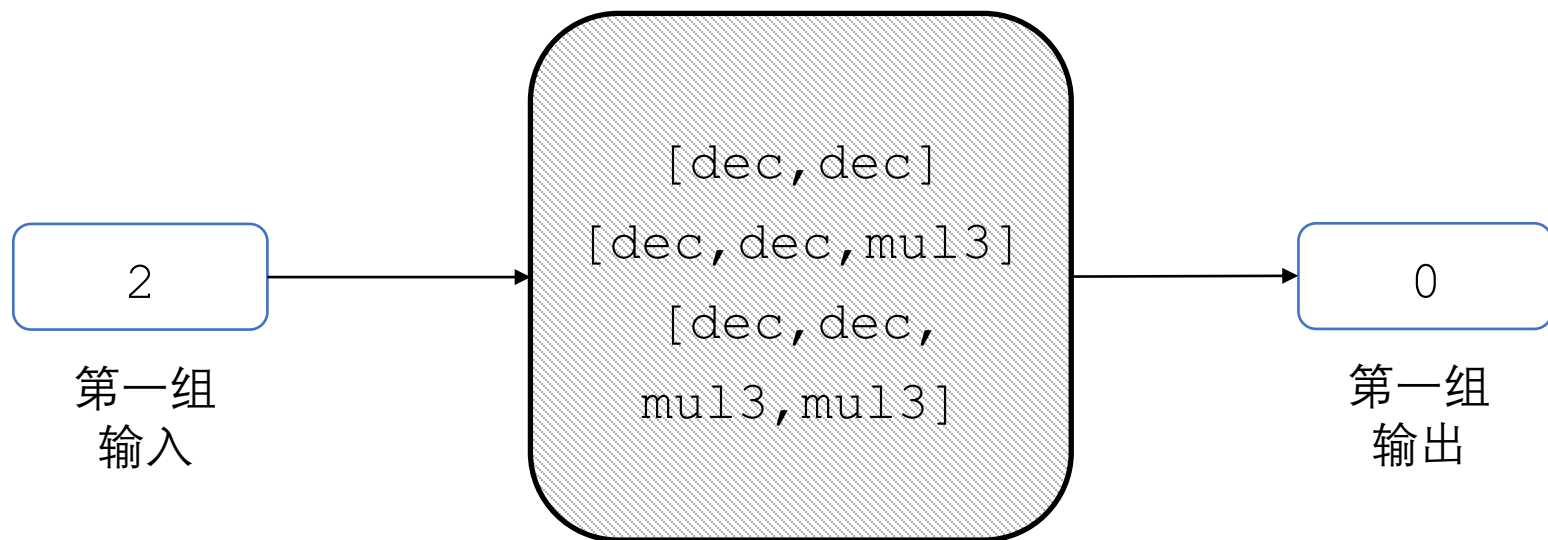 [dec,dec]
[dec,dec,mul3]
[dec,dec,
mul3,mul3]
2
0
第一组
输入
第一组
输出